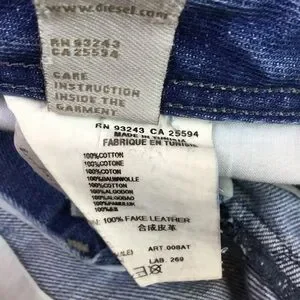 www.diesel.com
RN 93243
CA 25594
CARE
INSTRUCTION
INSIDE THE
GARMENT
RN 93243 CA 25594
MADE IN TUNISIA
FABRIQUE EN TUNISIE
100%COTTON
100%COTONE
100%COTTON
100%BAUMWOLLE
100%COTTON
100%ALGODON
100%ALGODAO
100%
100%
100% FAKE LEATHER
合成皮革
ART. 008AT
LAB. 269